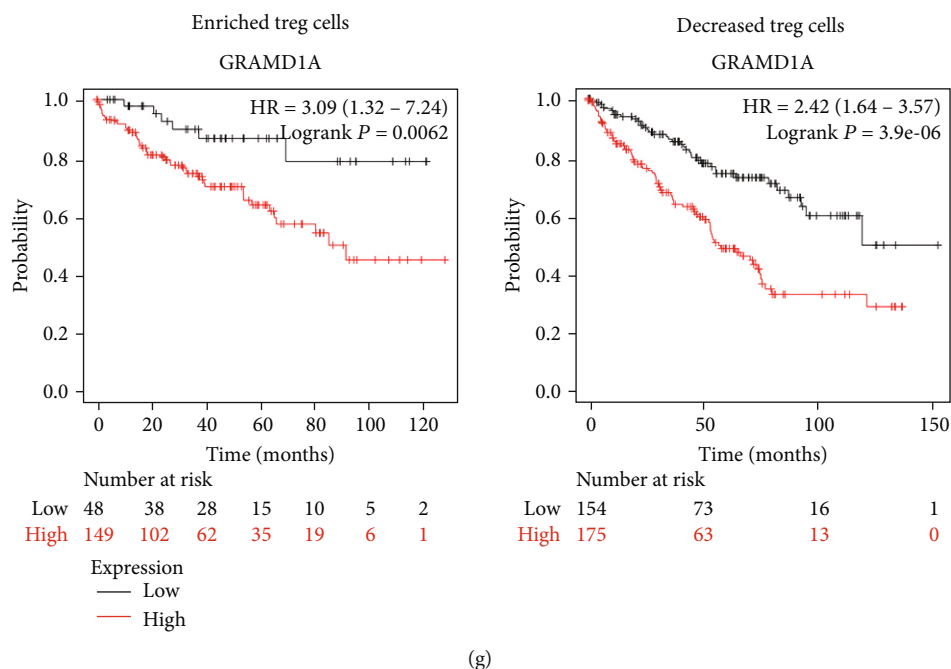 Enriched treg cells
GRAMD1A
HR = 3.09 (1.32 – 7.24)
Logrank P = 0.0062
1.0
0.8
0.6
0.4
0.2
0.0
Probability
0 20 40 60 80 100 120
Time (months)
Number at risk
Low 48 38 28 15 10 5 2
High 149 102 62 35 19 6 1
Expression
Low
High
Decreased treg cells
GRAMD1A
HR = 2.42 (1.64 – 3.57)
Logrank P = 3.9e-06
1.0
0.8
0.6
0.4
0.2
0.0
Probability
0 50 100 150
Time (months)
Number at risk
Low 154 73 16 1
High 175 63 13 0
(g)